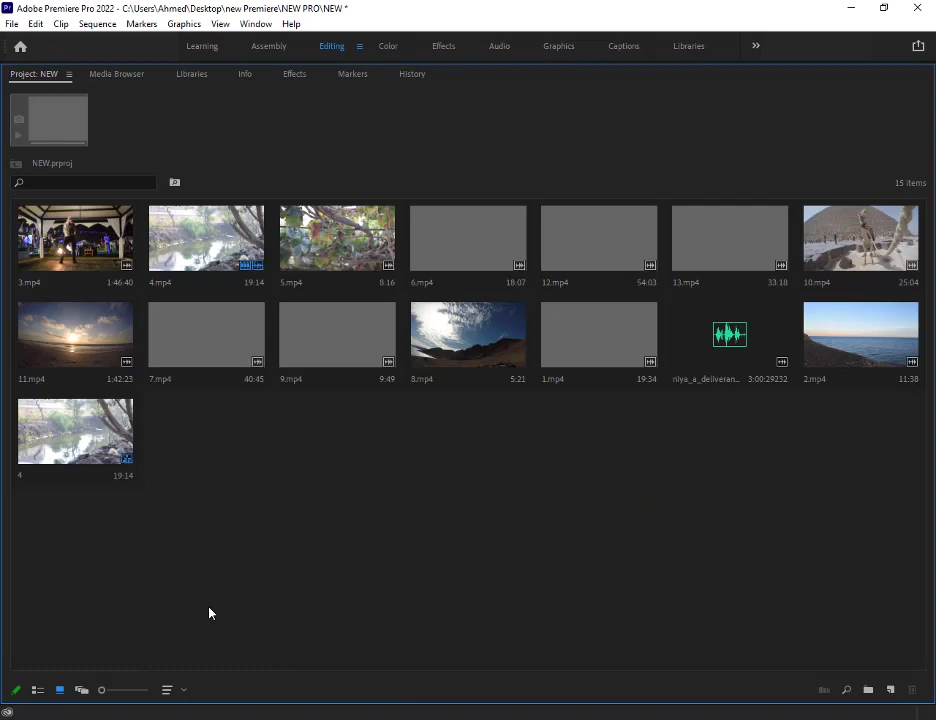 Adobe Premiere Pro 2022 - C:\Users\Ahmed\Desktop\new Premiere\NEW PRO\NEW *
File Edit Clip Sequence Markers Graphics View Window Help
Learning Assembly Editing Color Effects Audio Graphics Captions Libraries
Project: NEW Media Browser Libraries Info Effects Markers History
NEW.prproj
15 items
3.mp4 1:46:40 4.mp4 19:14 5.mp4 8:16 6.mp4 18:07 12.mp4 54:03 13.mp4 33:18 10.mp4 25:04
11.mp4 1:42:23 7.mp4 40:45 9.mp4 9:49 8.mp4 5:21 1.mp4 19:34 niya_a_deliveran... 3:00:29232 2.mp4 11:38
4 19:14